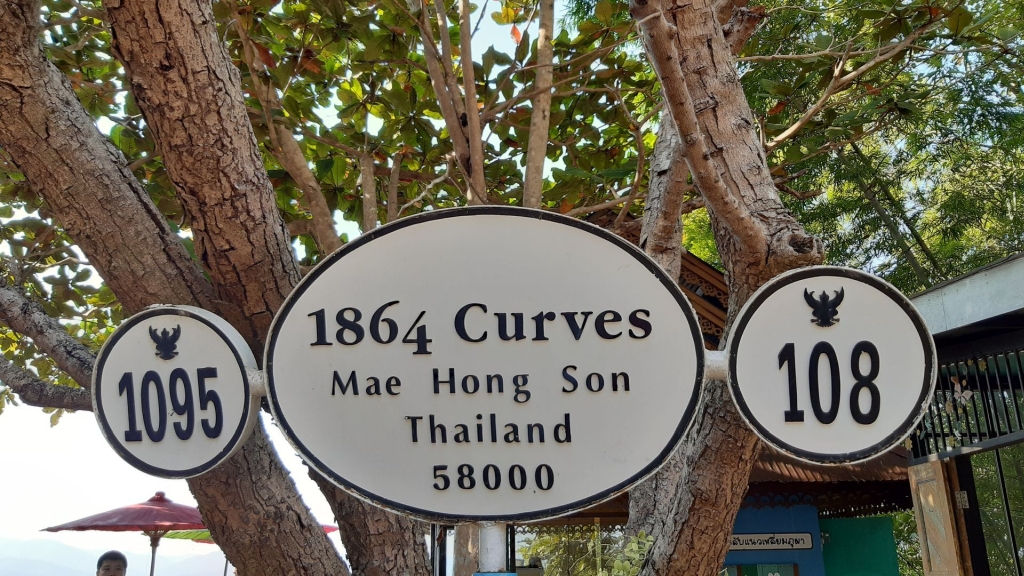 1864 Curves
Mae Hong Son
Thailand
58000
1095
108